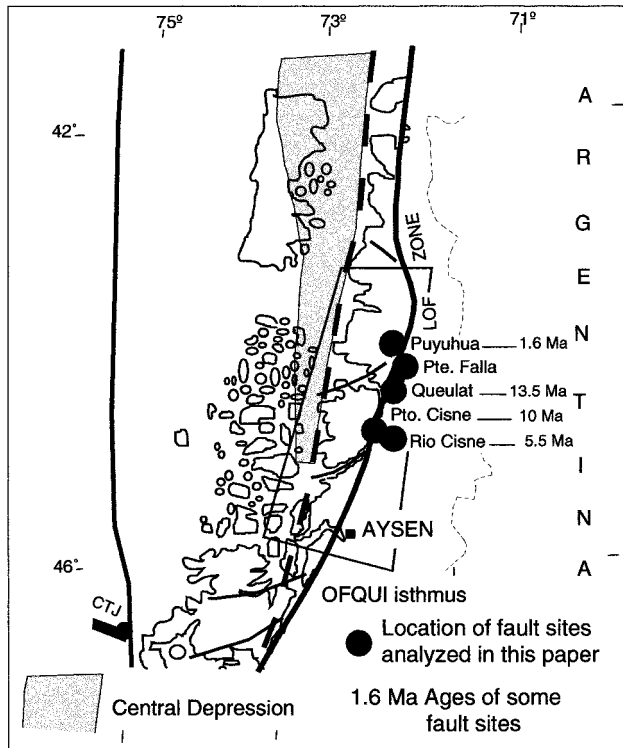 75º 73º 71º
42°
A
R
G
E
N
T
I
N
A
LOF ZONE
Puyuhua 1.6 Ma
Pte. Falla
Queulat 13.5 Ma
Pto. Cisne 10 Ma
Rio Cisne 5.5 Ma
AYSEN
46°
CTJ
OFQUI isthmus
Location of fault sites
analyzed in this paper
Central Depression
1.6 Ma Ages of some
fault sites